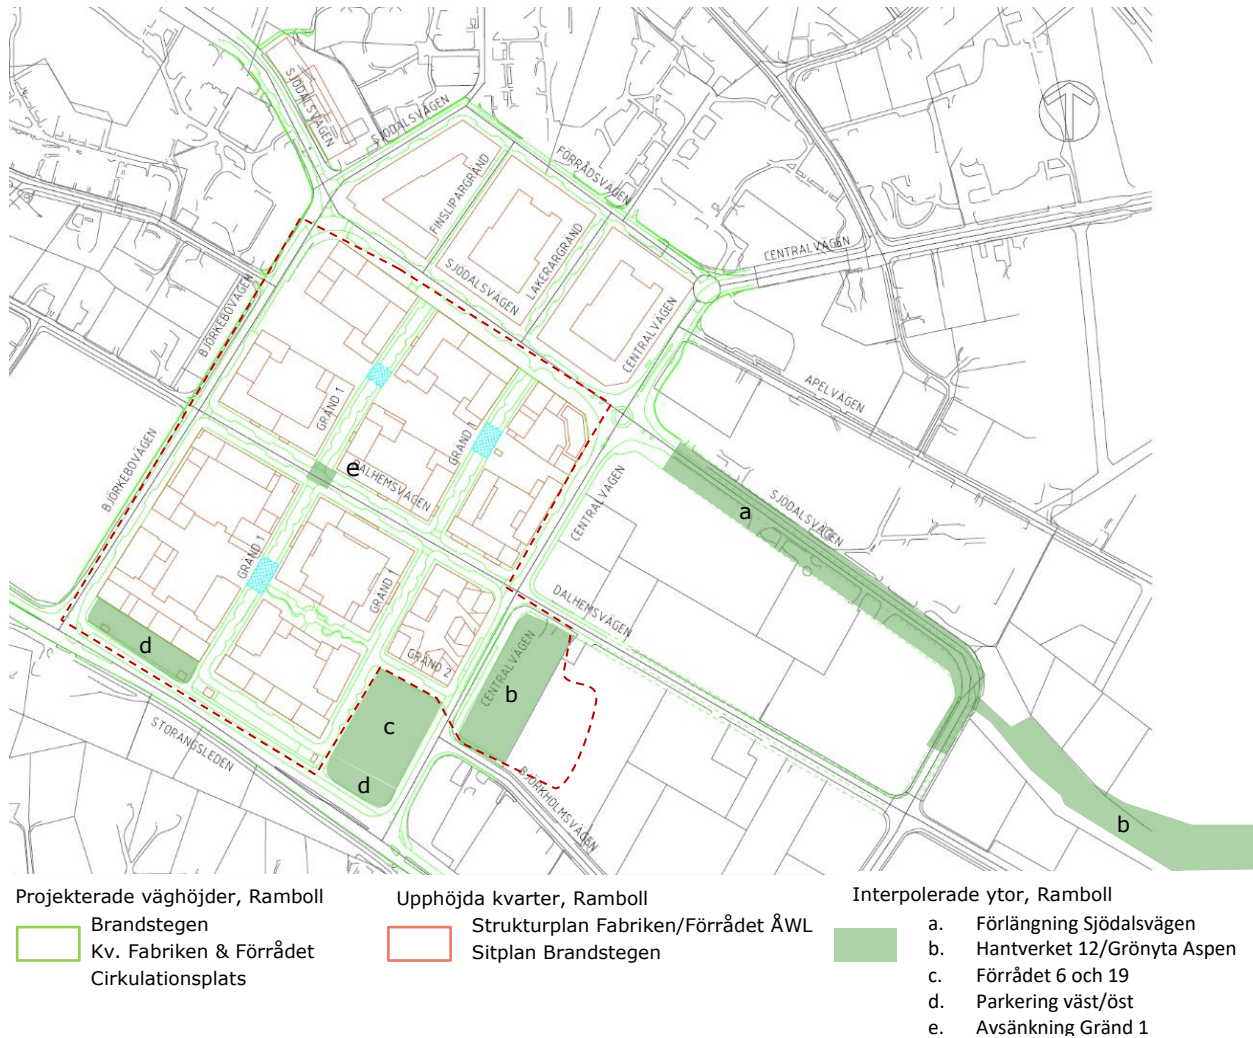 SJÖDALSVÄGEN
SJÖDALSVÄGEN
FÖRRÅDSVÄGEN
FINSLIPARGRÄND
LAKERARGRÄND
SJÖDALSVÄGEN
CENTRALVÄGEN
CENTRALVÄGEN
BJÖRKEBOVÄGEN
APELVÄGEN
GRÄND 1
GRÄND 1
BJÖRKEBOVÄGEN
e
DALHEMSVÄGEN
CENTRALVÄGEN
a
SJÖDALSVÄGEN
GRÄND 1
GRÄND 1
DALHEMSVÄGEN
d
GRÄND 2
CENTRALVÄGEN
b
c
STORÄNGSLEDEN
d
BJÖRKHOLMSVÄGEN
b
Projekterade väghöjder, Ramboll
Brandstegen
Kv. Fabriken & Förrådet
Cirkulationsplats
Upphöjda kvarter, Ramboll
Strukturplan Fabriken/Förrådet ÅWL
Sitplan Brandstegen
Interpolerade ytor, Ramboll
a. Förlängning Sjödalsvägen
b. Hantverket 12/Grönyta Aspen
c. Förrådet 6 och 19
d. Parkering väst/öst
e. Avsänkning Gränd 1